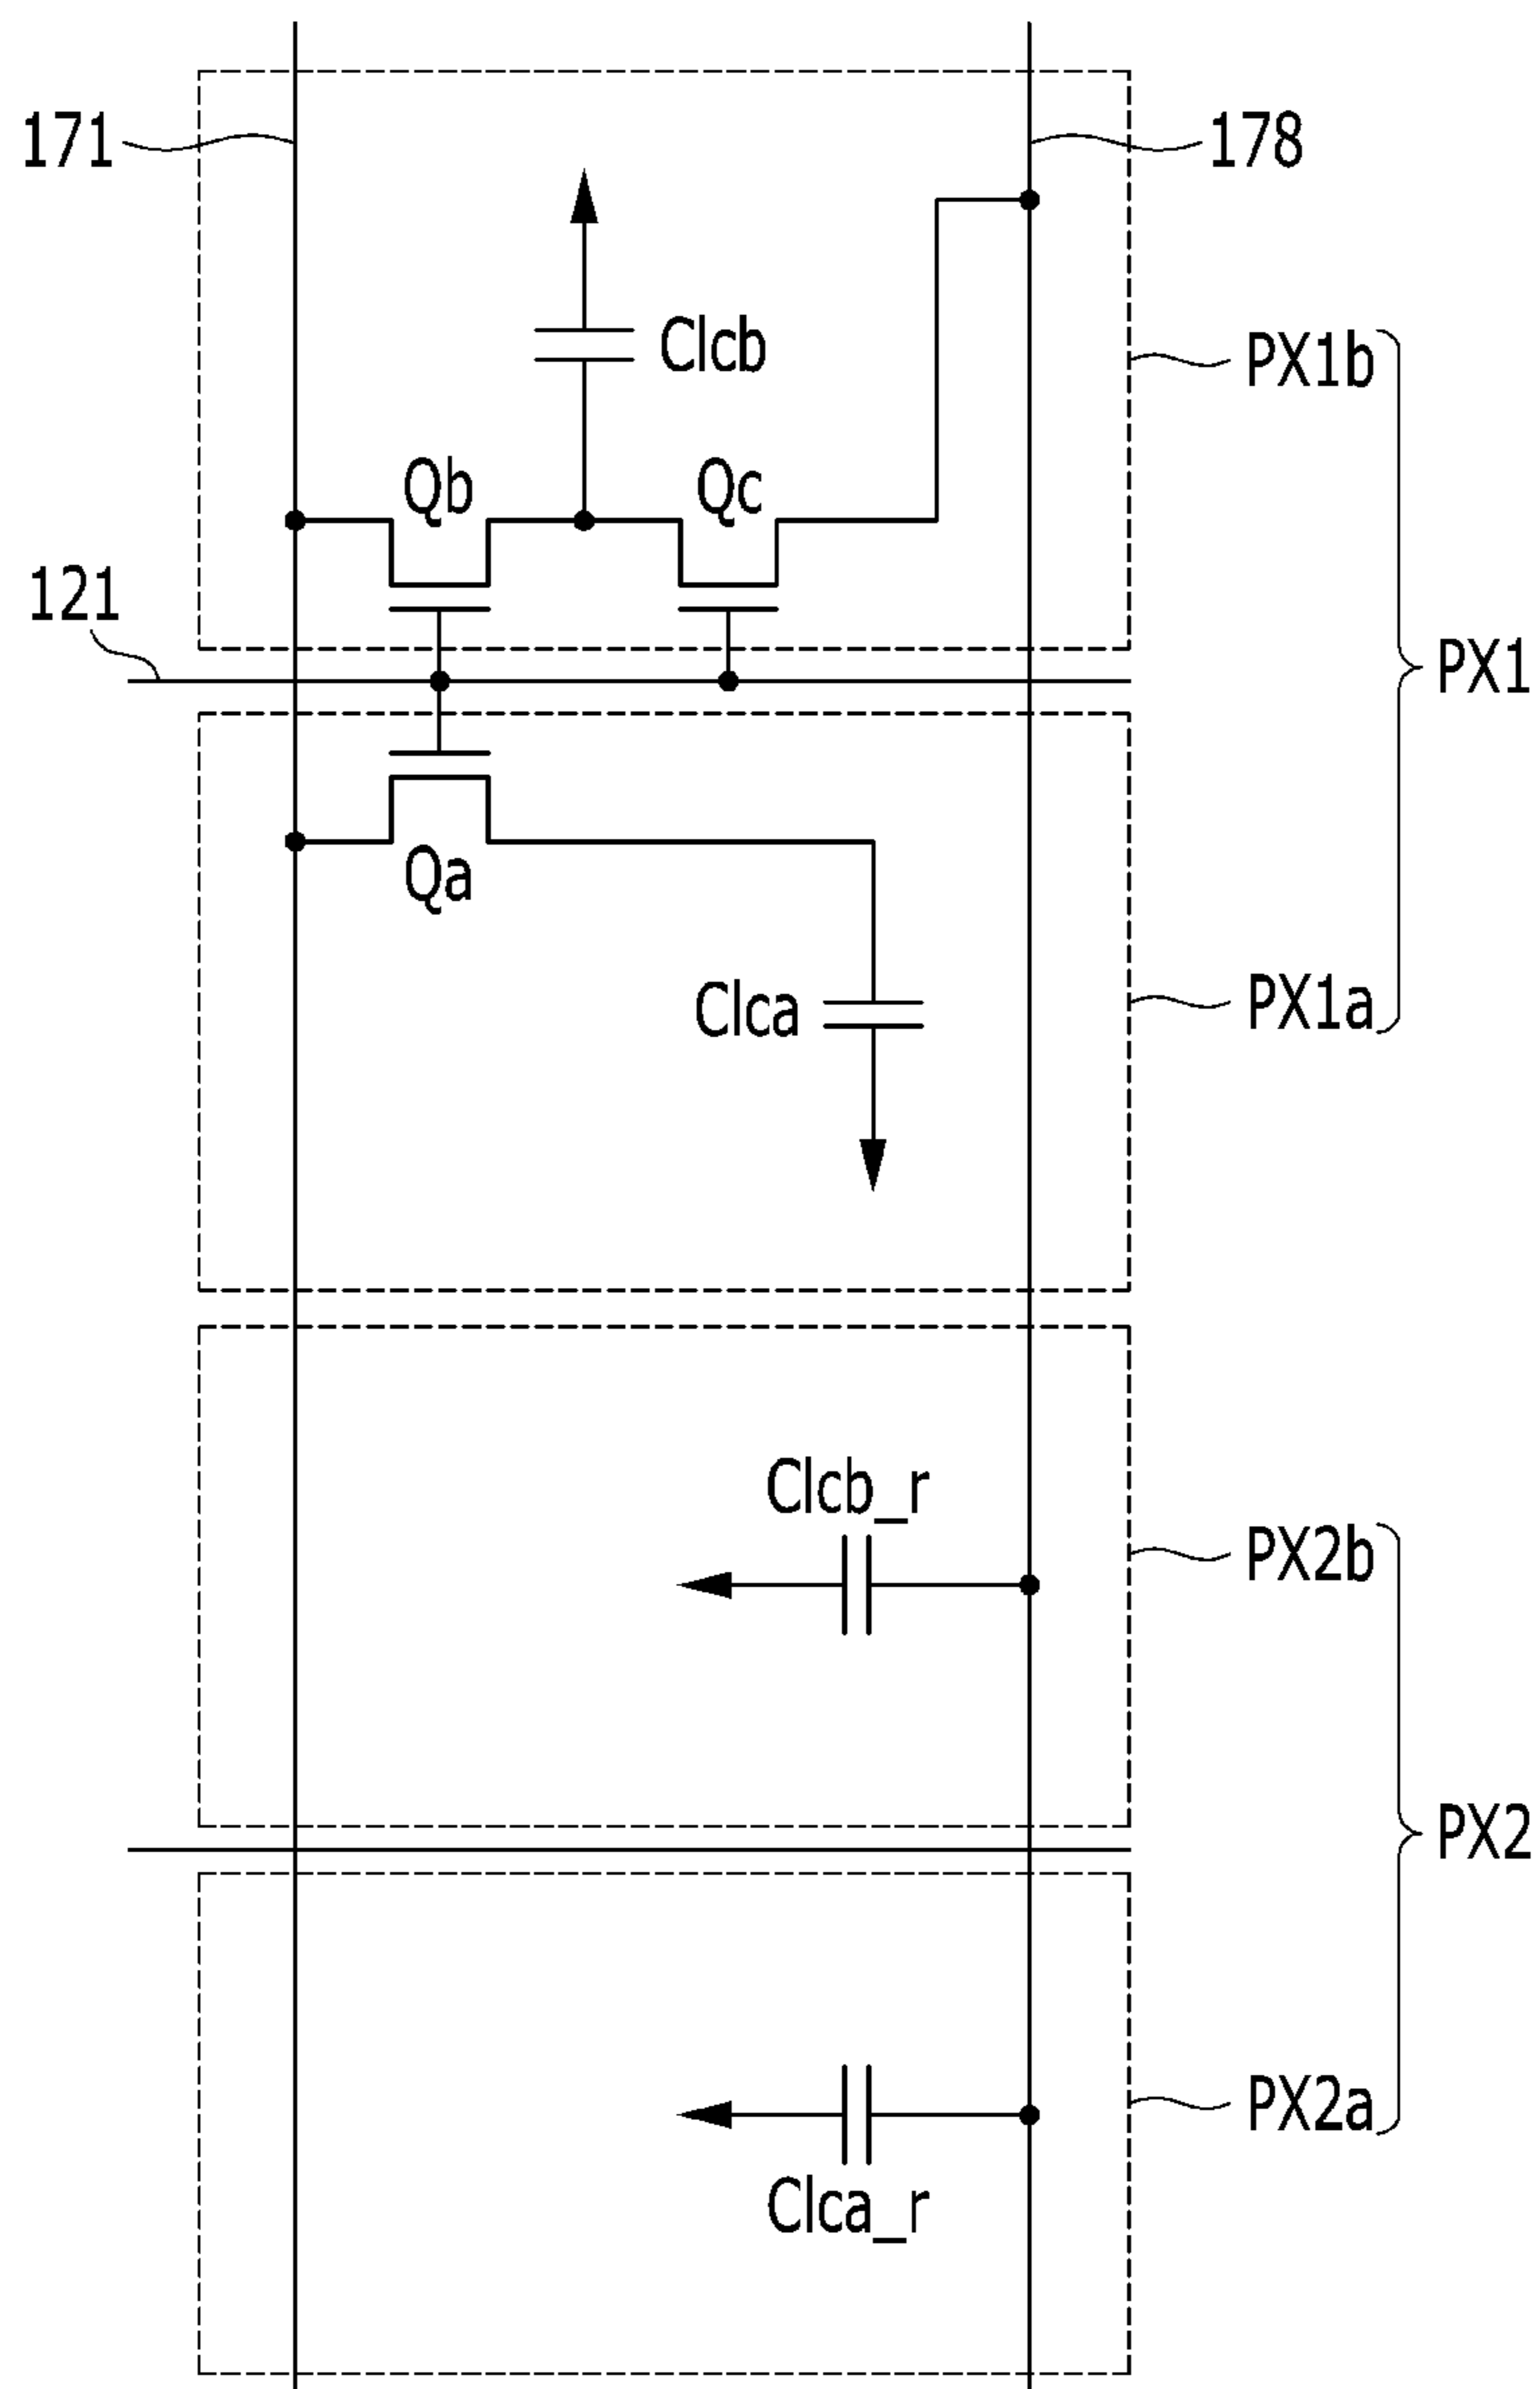 171
178
Clcb
PX1b
Qb
Qc
121
PX1
Qa
Clca
PX1a
Clcb_r
PX2b
PX2
PX2a
Clca_r